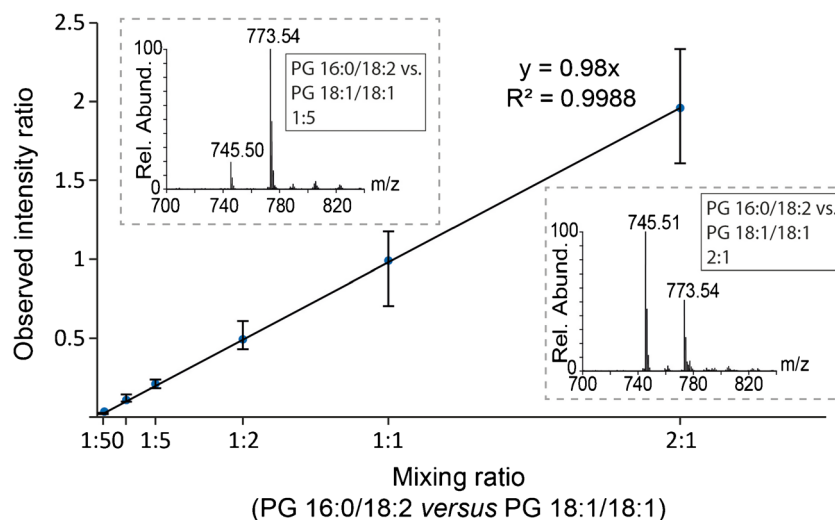 2.5
2
1.5
1
0.5
Observed intensity ratio
100
0
Rel. Abund.
773.54
745.50
PG 16:0/18:2 vs.
PG 18:1/18:1
1:5
700 740 780 820 m/z
y = 0.98x
R² = 0.9988
100
0
Rel. Abund.
745.51
773.54
PG 16:0/18:2 vs.
PG 18:1/18:1
2:1
700 740 780 820 m/z
1:50 1:5 1:2 1:1 2:1
Mixing ratio
(PG 16:0/18:2 versus PG 18:1/18:1)